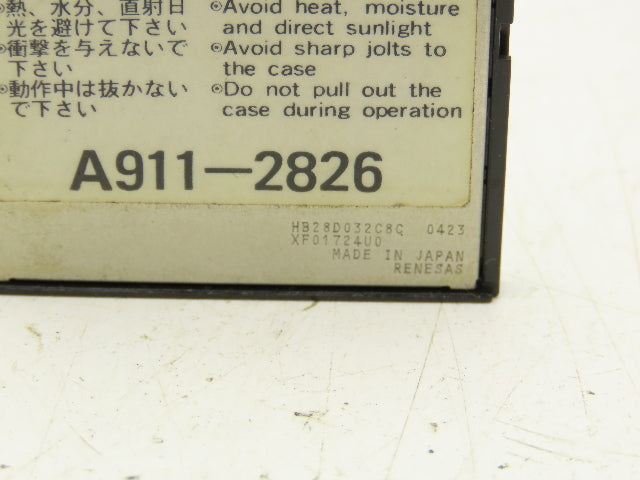 ◎熱、水分、直射日
光を避けて下さい
◎衝撃を与えないで
下さい
◎動作中は抜かない
で下さい
◎Avoid heat, moisture
and direct sunlight
◎Avoid sharp jolts to
the case
◎Do not pull out the
case during operation
A911-2826
HB28D032C8C 0423
XF01724U0
MADE IN JAPAN
RENESAS